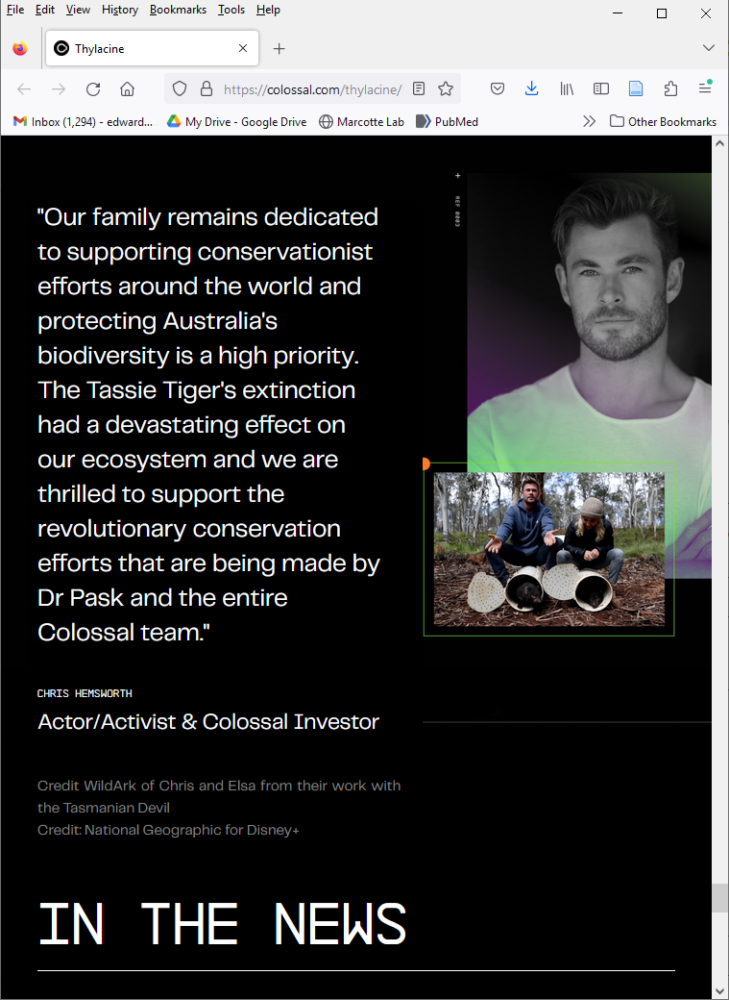 File Edit View History Bookmarks Tools Help
Thylacine
https://colossal.com/thylacine/
Inbox (1,294) - edward... My Drive - Google Drive Marcotte Lab PubMed Other Bookmarks
REF 0003
"Our family remains dedicated
to supporting conservationist
efforts around the world and
protecting Australia's
biodiversity is a high priority.
The Tassie Tiger's extinction
had a devastating effect on
our ecosystem and we are
thrilled to support the
revolutionary conservation
efforts that are being made by
Dr Pask and the entire
Colossal team."
CHRIS HEMSWORTH
Actor/Activist & Colossal Investor
Credit WildArk of Chris and Elsa from their work with
the Tasmanian Devil
Credit: National Geographic for Disney+
IN THE NEWS